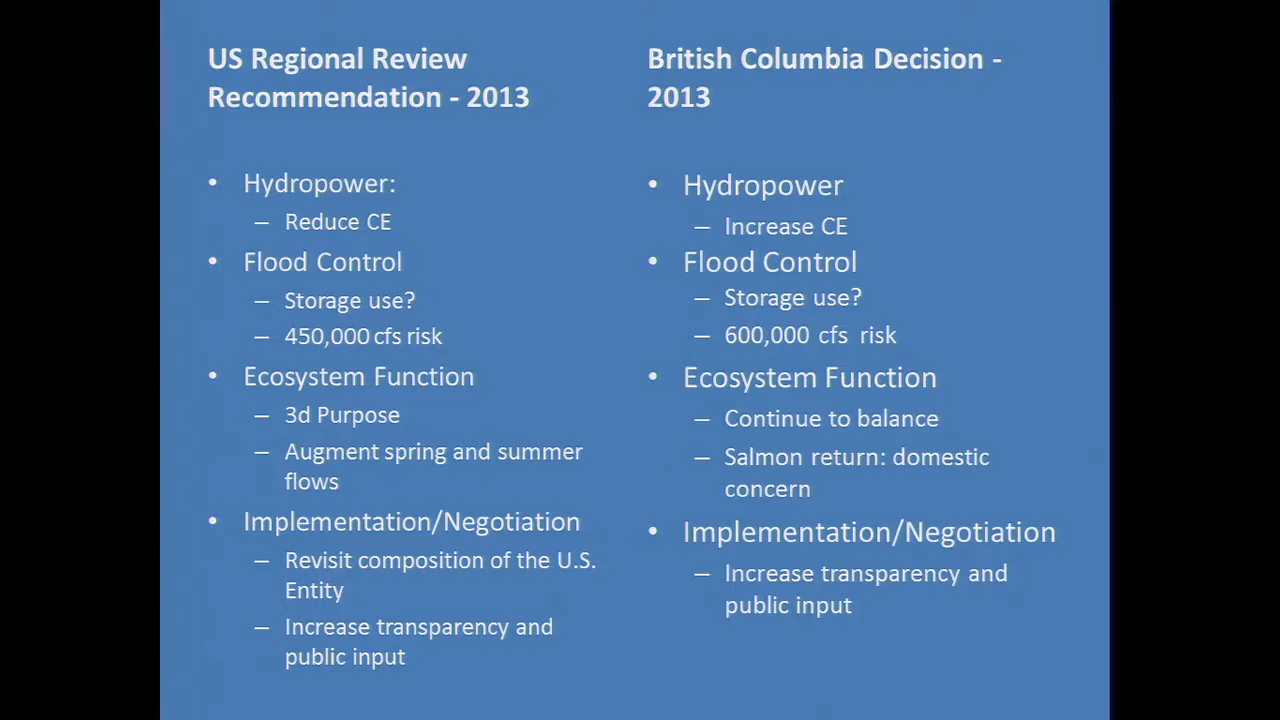 US Regional Review
Recommendation - 2013
• Hydropower:
– Reduce CE
• Flood Control
– Storage use?
– 450,000 cfs risk
• Ecosystem Function
– 3d Purpose
– Augment spring and summer
flows
• Implementation/Negotiation
– Revisit composition of the U.S.
Entity
– Increase transparency and
public input
British Columbia Decision -
2013
• Hydropower
– Increase CE
• Flood Control
– Storage use?
– 600,000 cfs risk
• Ecosystem Function
– Continue to balance
– Salmon return: domestic
concern
• Implementation/Negotiation
– Increase transparency and
public input